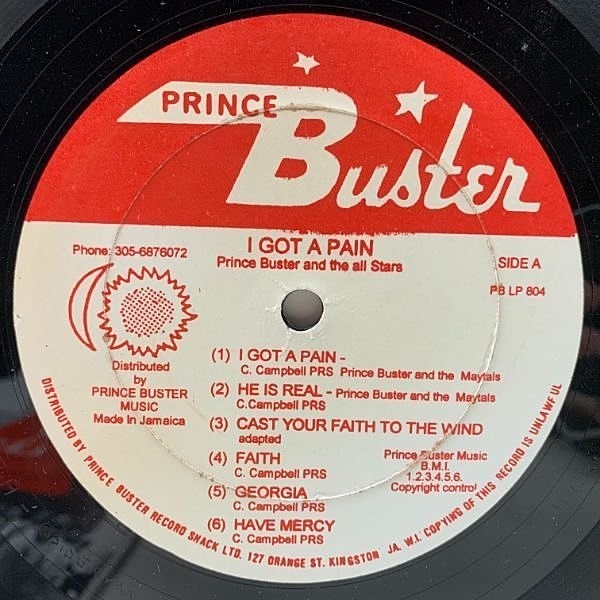 PRINCE
Buster
I GOT A PAIN
Prince Buster and the all Stars
Phone: 305-6876072
SIDE A
PB LP 804
Distributed
by
PRINCE BUSTER
MUSIC
Made In Jamaica
(1) I GOT A PAIN -
C. Campbell PRS Prince Buster and the Maytals
(2) HE IS REAL - Prince Buster and the Maytals
C.Campbell PRS
(3) CAST YOUR FAITH TO THE WIND
adapted
(4) FAITH
C. Campbell PRS
(5) GEORGIA
C. Campbell PRS
(6) HAVE MERCY
C. Campbell PRS
Prince Buster Music
B.M.I.
1.2.3.4.5.6.
Copyright control
DISTRIBUTED BY PRINCE BUSTER RECORD SHACK LTD. 127 ORANGE ST. KINGSTON JA. W.I. COPYING OF THIS RECORD IS UNLAWFUL